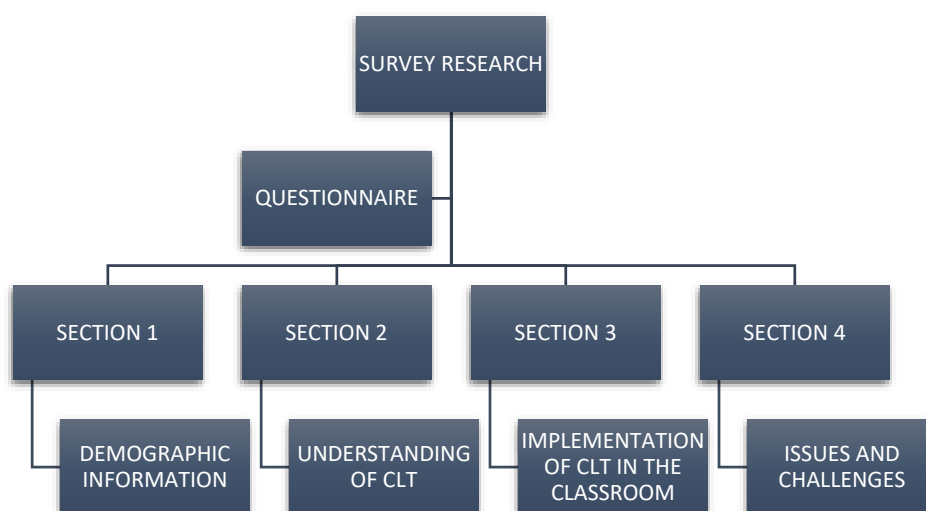 SURVEY RESEARCH
QUESTIONNAIRE
SECTION 1
SECTION 2
SECTION 3
SECTION 4
DEMOGRAPHIC
INFORMATION
UNDERSTANDING
OF CLT
IMPLEMENTATION
OF CLT IN THE
CLASSROOM
ISSUES AND
CHALLENGES